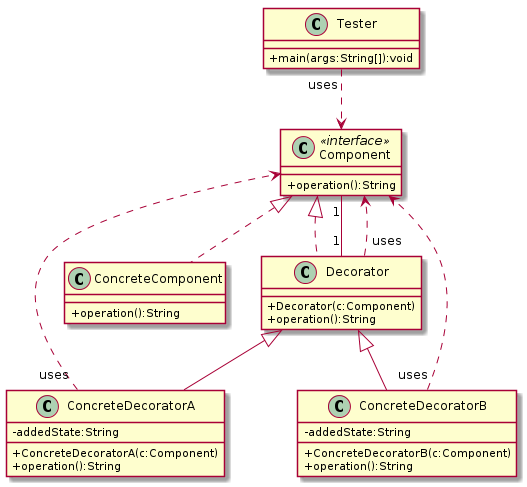 C Tester
+main(args:String[]):void
uses
«interface»
C Component
+operation():String
1
1
uses
C ConcreteComponent
+operation():String
C Decorator
+Decorator(c:Component)
+operation():String
uses
uses
C ConcreteDecoratorA
-addedState:String
+ConcreteDecoratorA(c:Component)
+operation():String
C ConcreteDecoratorB
-addedState:String
+ConcreteDecoratorB(c:Component)
+operation():String